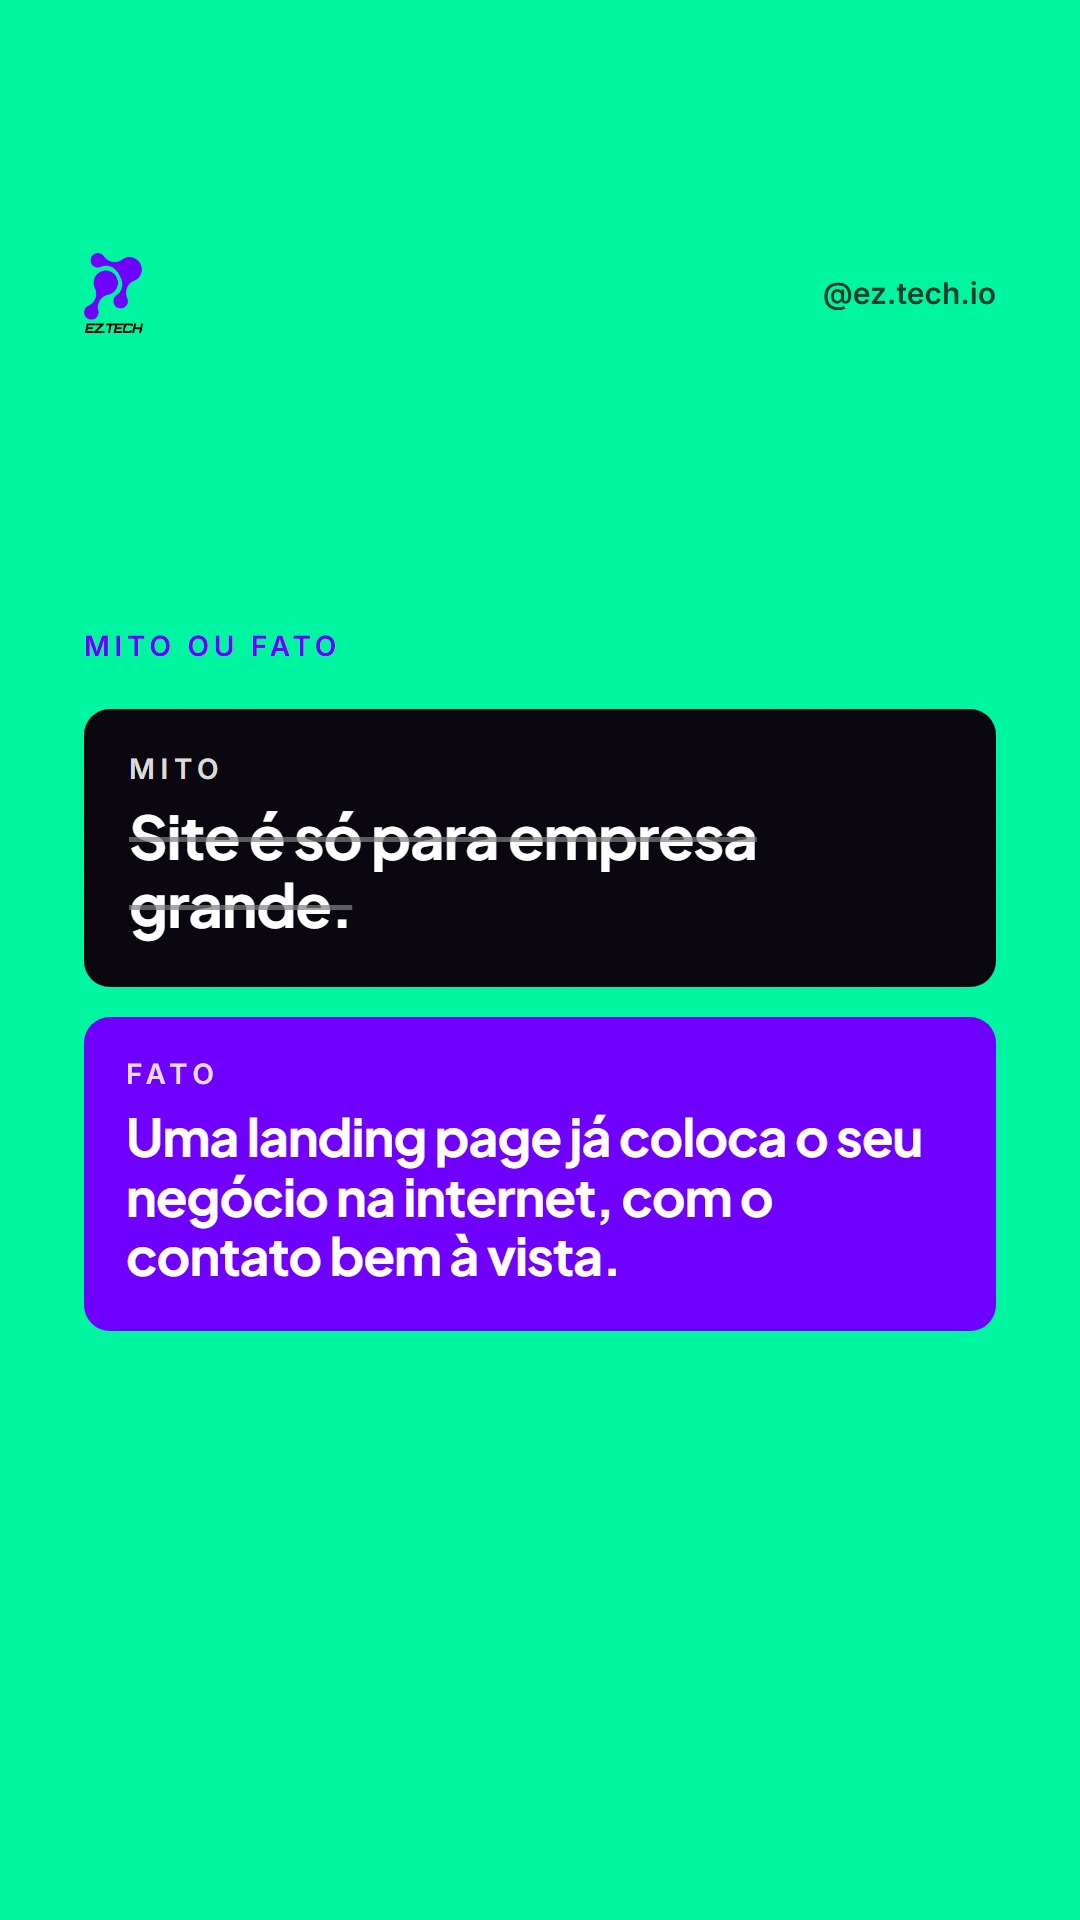 EZ.TECH
@ez.tech.io
MITO OU FATO
MITO
Site é só para empresa
grande.
FATO
Uma landing page já coloca o seu
negócio na internet, com o
contato bem à vista.